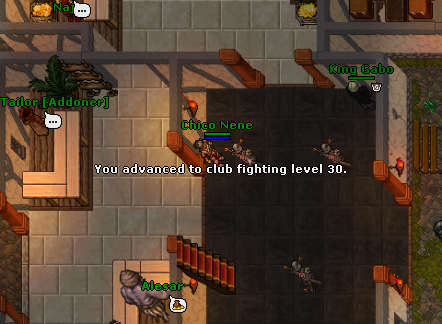 King Gabo
Tailor [Addoner]
Chico Nene
You advanced to club fighting level 30.
Alesar